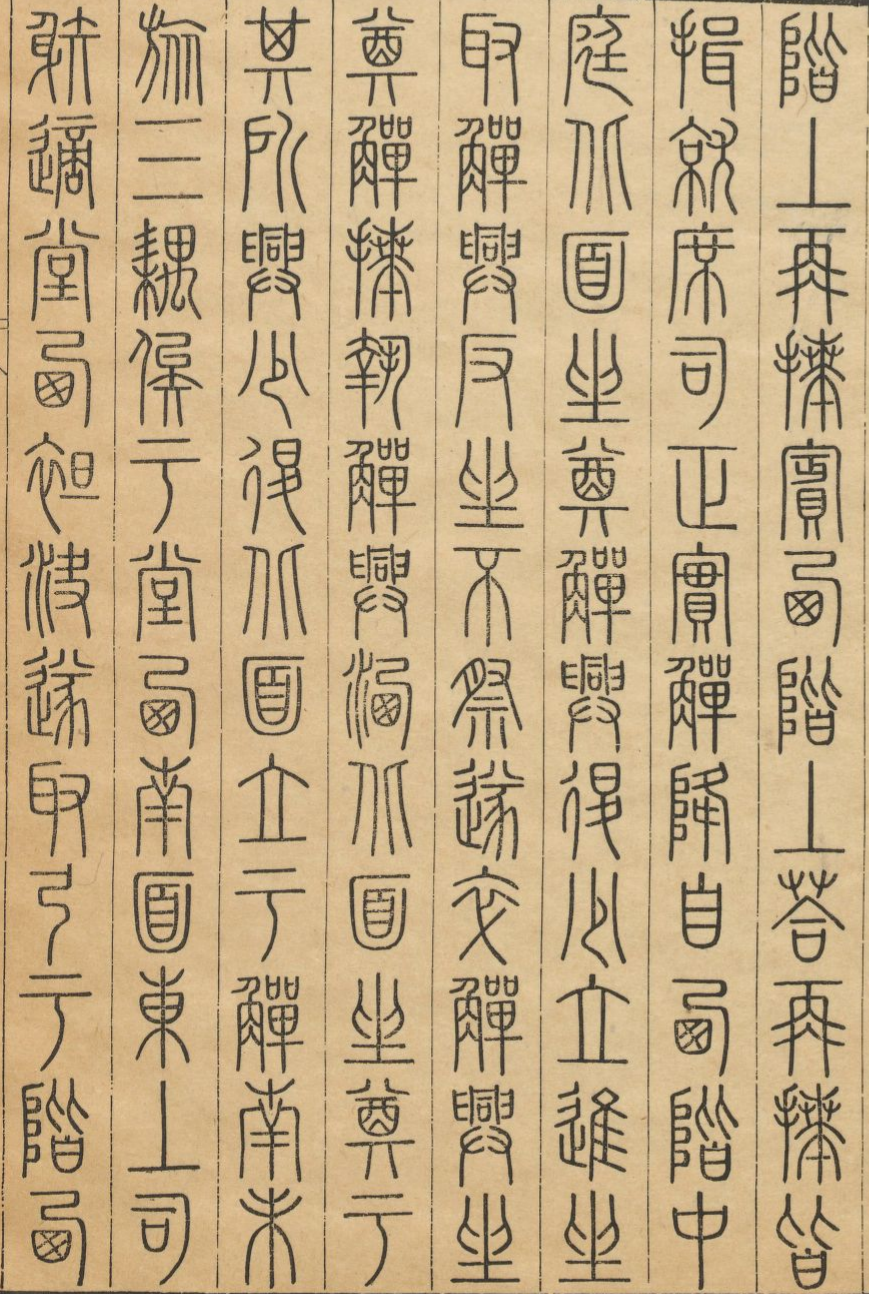 階上再拜賓西階上荅再拜皆
揖就席司正實觶降自西階中
庭北面坐奠觶興退少立進坐
取觶興反坐不祭遂卒觶興坐
奠觶拜執觶興洒北面坐奠于
其所興少退北面立于觶南未
旅三耦俟于堂西南面東上司
射適堂西袒決遂取弓于階西